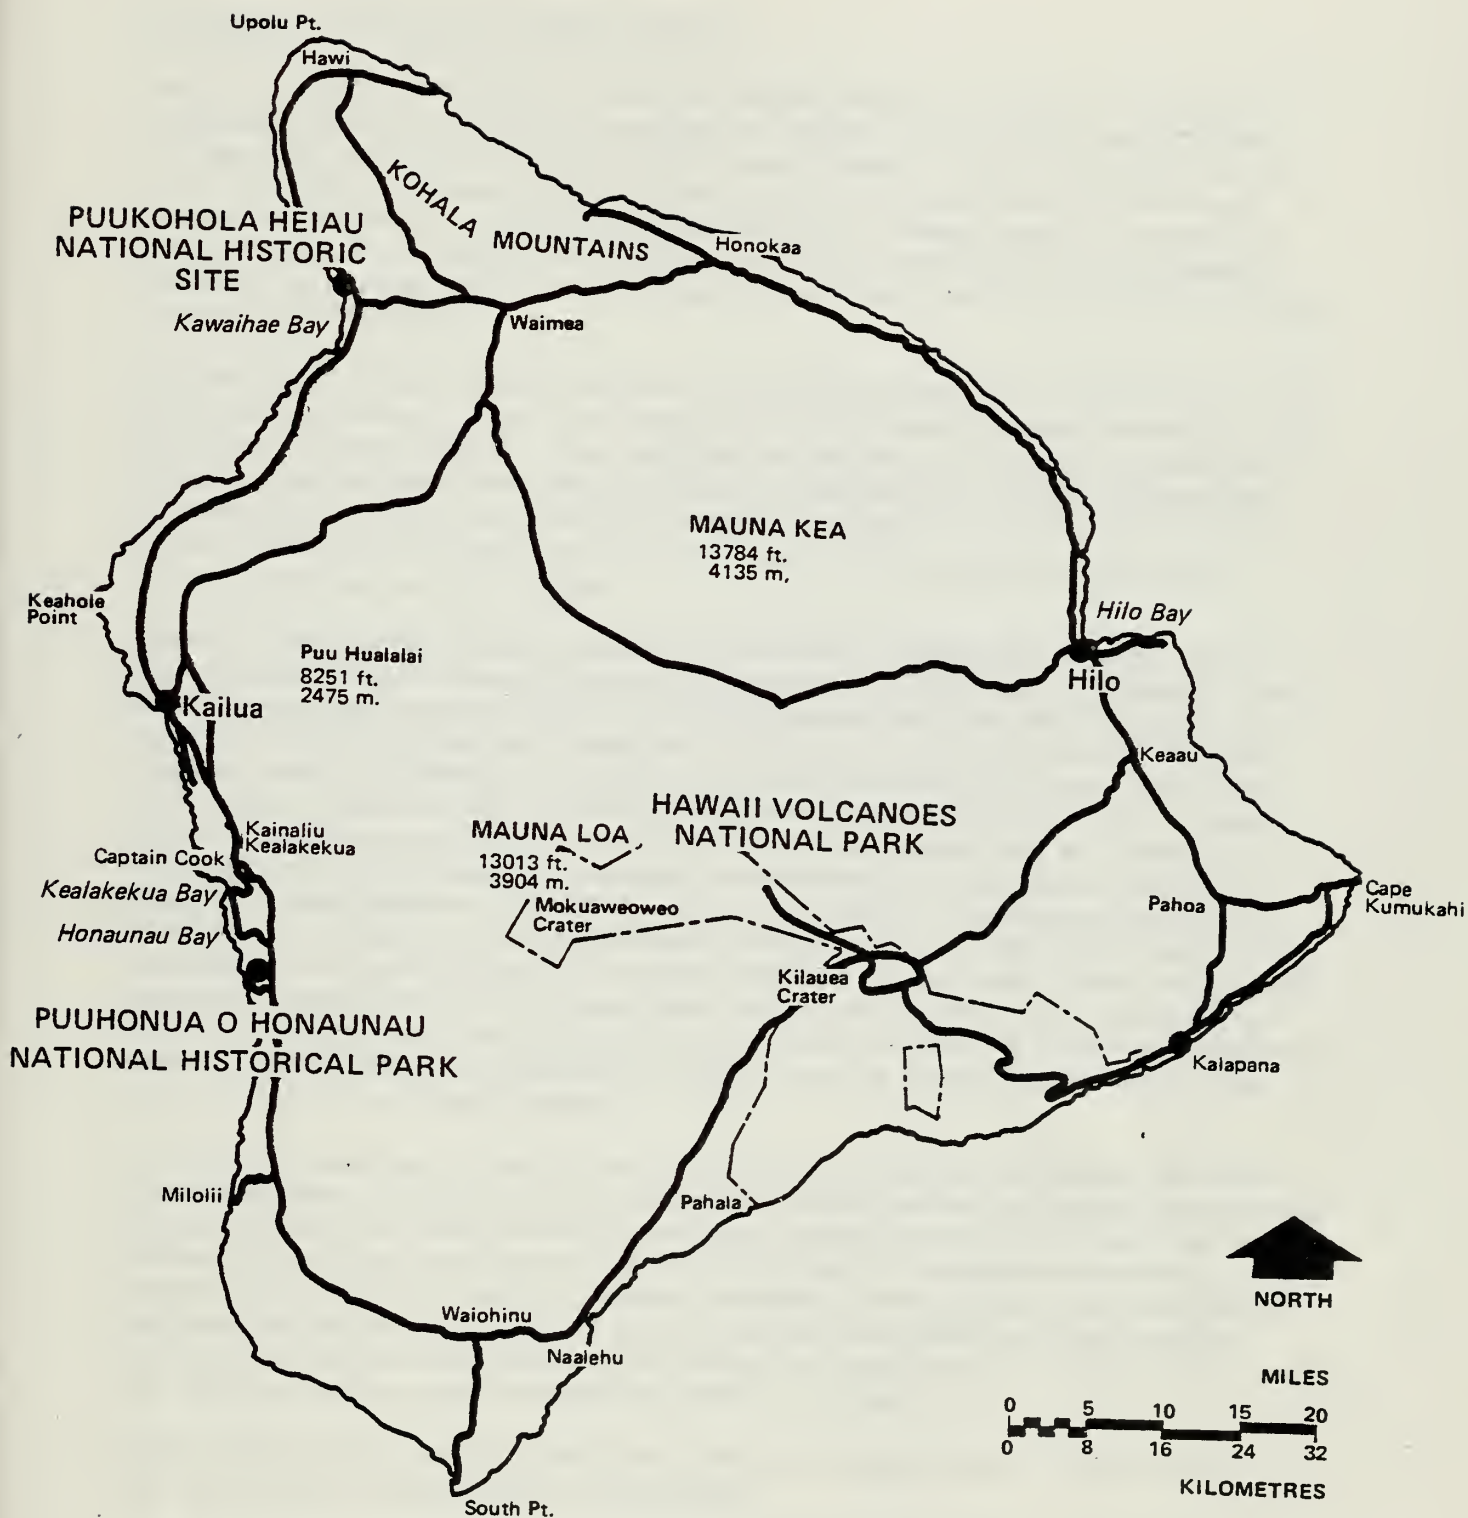 Upolu Pt.
Hawi
KOHALA MOUNTAINS
PUUKOHOLA HEIAU
NATIONAL HISTORIC
SITE
Honokaa
Kawaihae Bay
Waimea
MAUNA KEA
13784 ft.
4135 m.
Keahole
Point
Hilo Bay
Puu Hualalai
8251 ft.
2475 m.
Hilo
Kailua
Keaau
HAWAII VOLCANOES
NATIONAL PARK
MAUNA LOA
13013 ft.
3904 m.
Mokuaweoweo
Crater
Kainaliu
Kealakekua
Captain Cook
Kealakekua Bay
Honaunau Bay
Pahoa
Cape
Kumukahi
Kilauea
Crater
PUUHONUA O HONAUNAU
NATIONAL HISTORICAL PARK
Kalapana
Milolii
Pahala
Waiohinu
Naalehu
South Pt.
NORTH
MILES
0 5 10 15 20
0 8 16 24 32
KILOMETRES